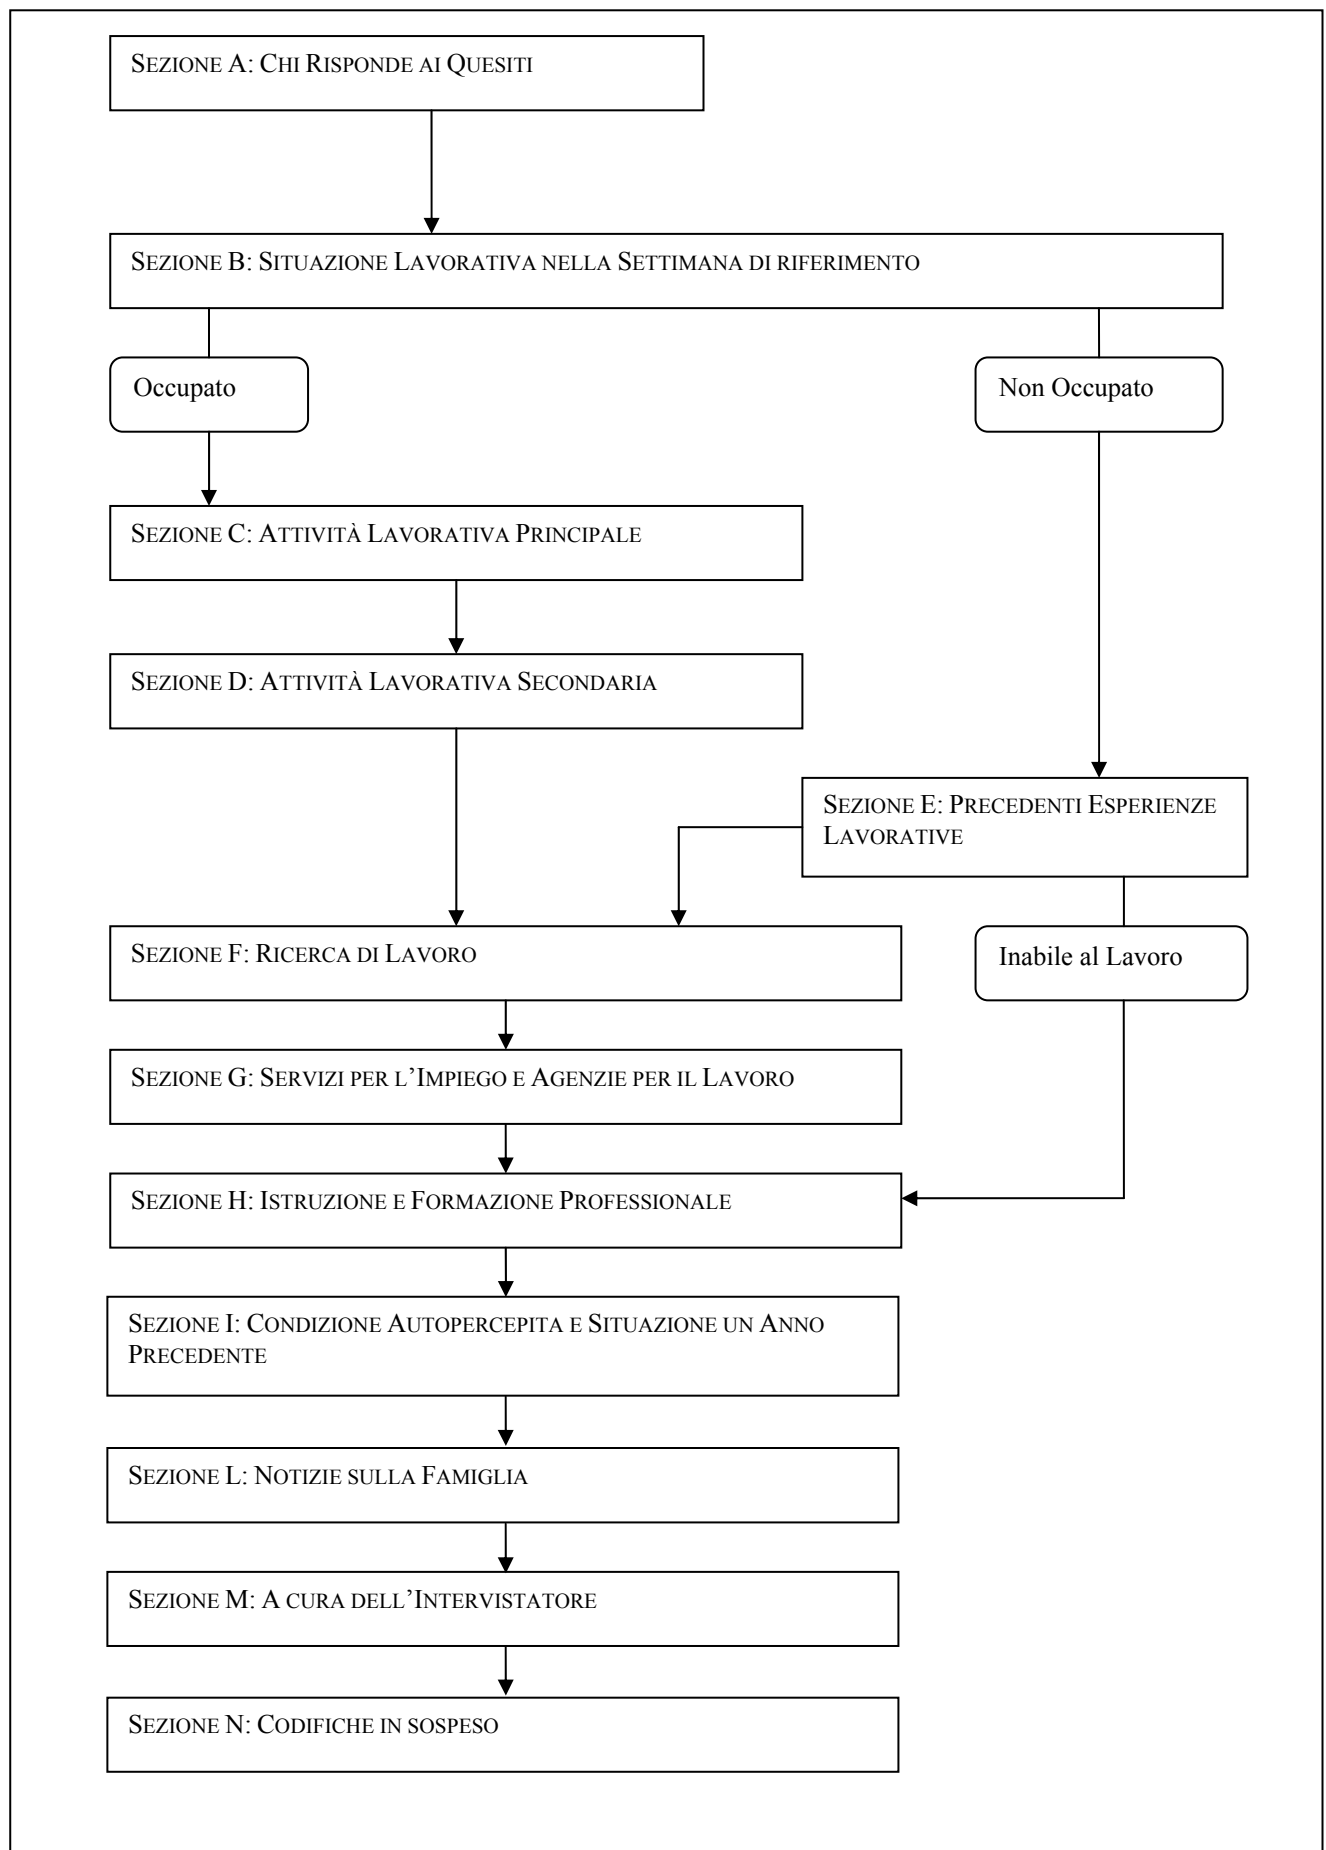 SEZIONE A: CHI RISPONDE AI QUESITI
SEZIONE B: SITUAZIONE LAVORATIVA NELLA SETTIMANA DI RIFERIMENTO
Occupato
Non Occupato
SEZIONE C: ATTIVITÀ LAVORATIVA PRINCIPALE
SEZIONE D: ATTIVITÀ LAVORATIVA SECONDARIA
SEZIONE E: PRECEDENTI ESPERIENZE
LAVORATIVE
SEZIONE F: RICERCA DI LAVORO
Inabile al Lavoro
SEZIONE G: SERVIZI PER L’IMPIEGO E AGENZIE PER IL LAVORO
SEZIONE H: ISTRUZIONE E FORMAZIONE PROFESSIONALE
SEZIONE I: CONDIZIONE AUTOPERCEPITA E SITUAZIONE UN ANNO
PRECEDENTE
SEZIONE L: NOTIZIE SULLA FAMIGLIA
SEZIONE M: A CURA DELL’INTERVISTATORE
SEZIONE N: CODIFICHE IN SOSPESO